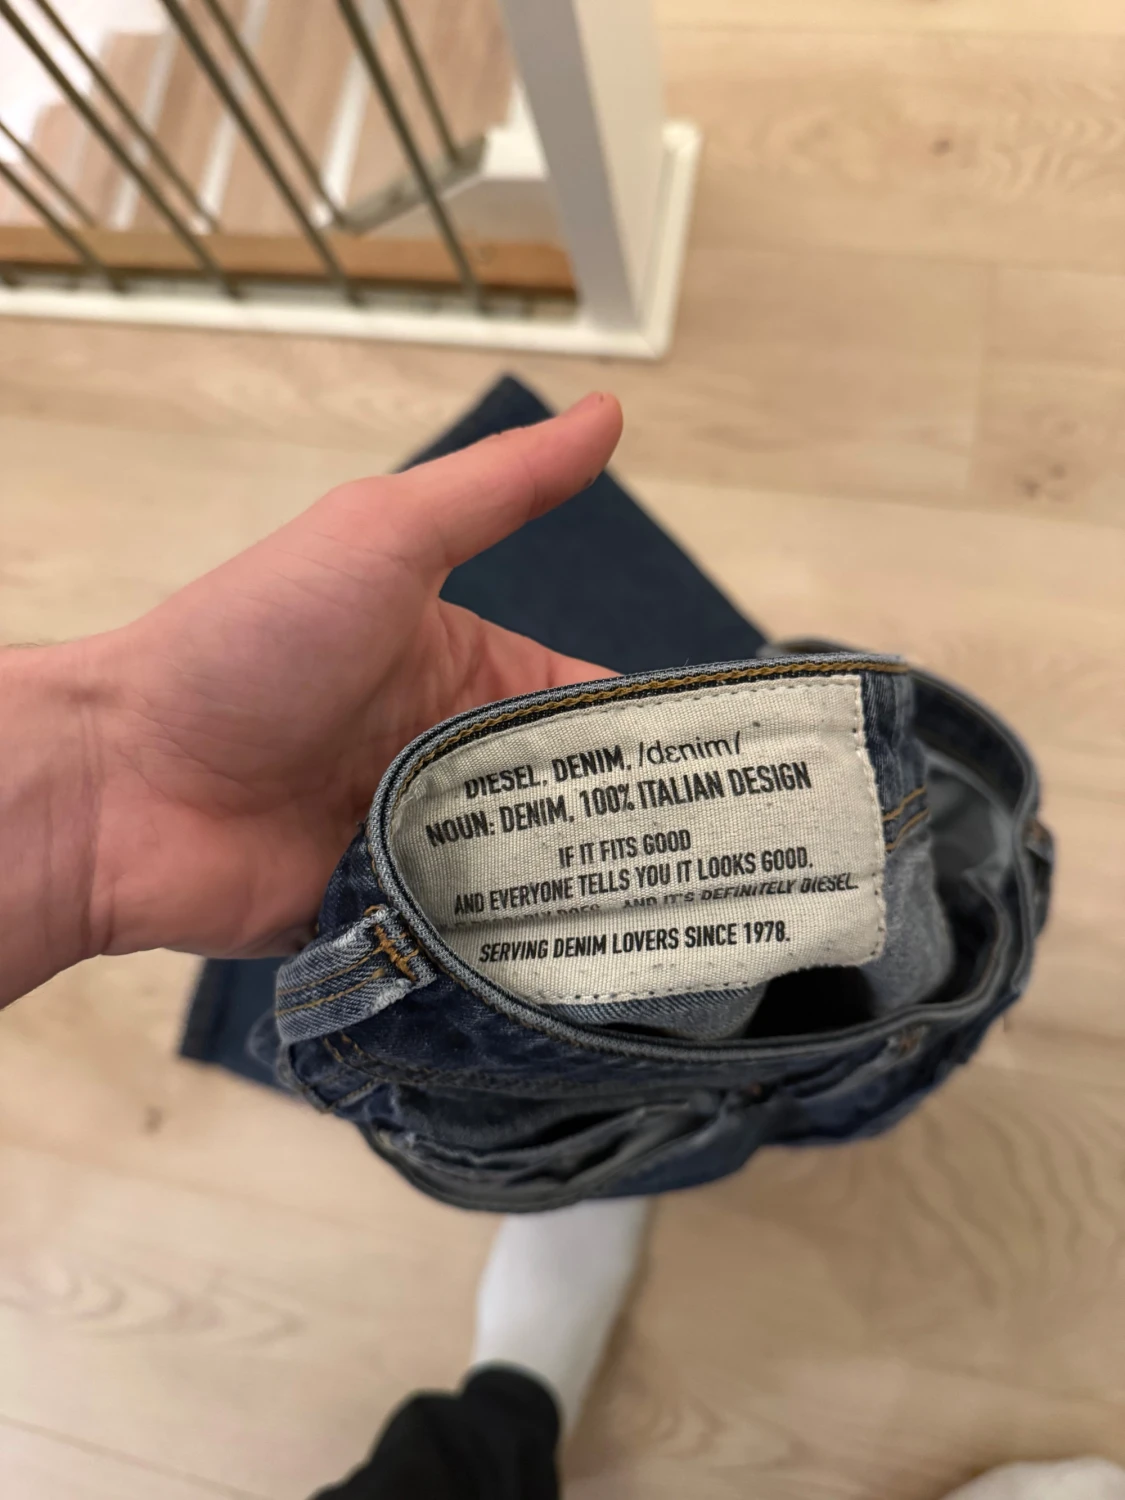 DIESEL. DENIM. /dɛnim/
NOUN: DENIM, 100% ITALIAN DESIGN
IF IT FITS GOOD
AND EVERYONE TELLS YOU IT LOOKS GOOD.
DOES AND IT'S DEFINITELY DIESEL.
SERVING DENIM LOVERS SINCE 1978.